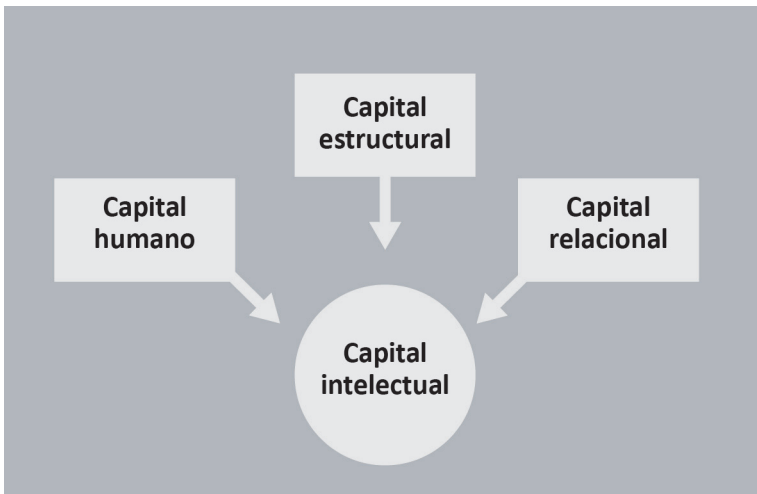 Capital
estructural
Capital
humano
Capital
relacional
Capital
intelectual